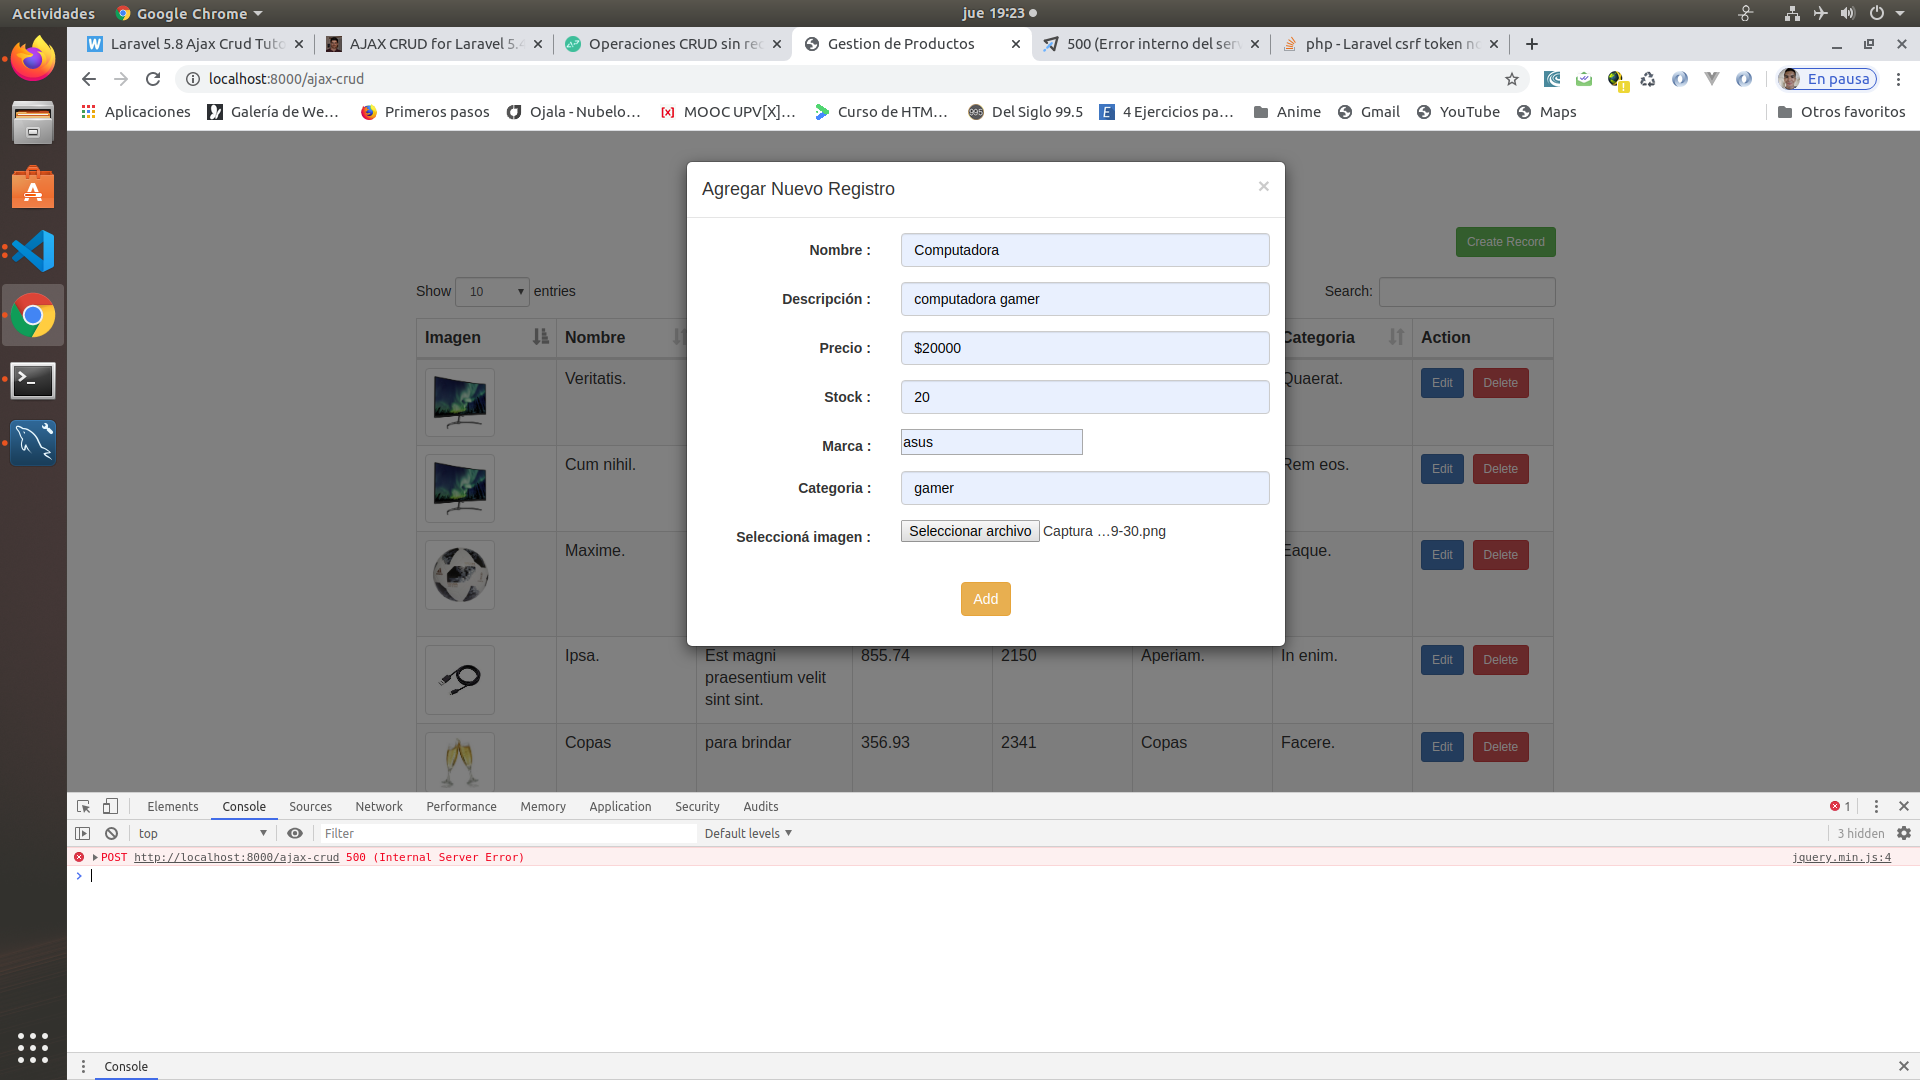 Actividades
Google Chrome
jue 19:23
Laravel 5.8 Ajax Crud Tuto
AJAX CRUD for Laravel 5.4
Operaciones CRUD sin rec
Gestion de Productos
500 (Error interno del serv
php - Laravel csrf token no
localhost:8000/ajax-crud
En pausa
Aplicaciones
Galería de We...
Primeros pasos
Ojala - Nubelo...
MOOC UPV[X]...
Curso de HTM...
Del Siglo 99.5
4 Ejercicios pa...
Anime
Gmail
YouTube
Maps
Otros favoritos
Agregar Nuevo Registro
×
Nombre : Computadora
Descripción : computadora gamer
Precio : $20000
Stock : 20
Marca : asus
Categoria : gamer
Seleccioná imagen : Seleccionar archivo Captura ...9-30.png
Add
Create Record
Show 10 entries
Search:
Imagen Nombre Categoria Action
Veritatis. Quaerat. Edit Delete
Cum nihil. Rem eos. Edit Delete
Maxime. Eaque. Edit Delete
Ipsa. Est magni 855.74 2150 Aperiam. In enim. Edit Delete
praesentium velit
sint sint.
Copas para brindar 356.93 2341 Copas Facere. Edit Delete
Elements Console Sources Network Performance Memory Application Security Audits 1
top Filter Default levels 3 hidden
POST http://localhost:8000/ajax-crud 500 (Internal Server Error) jquery.min.js:4
Console